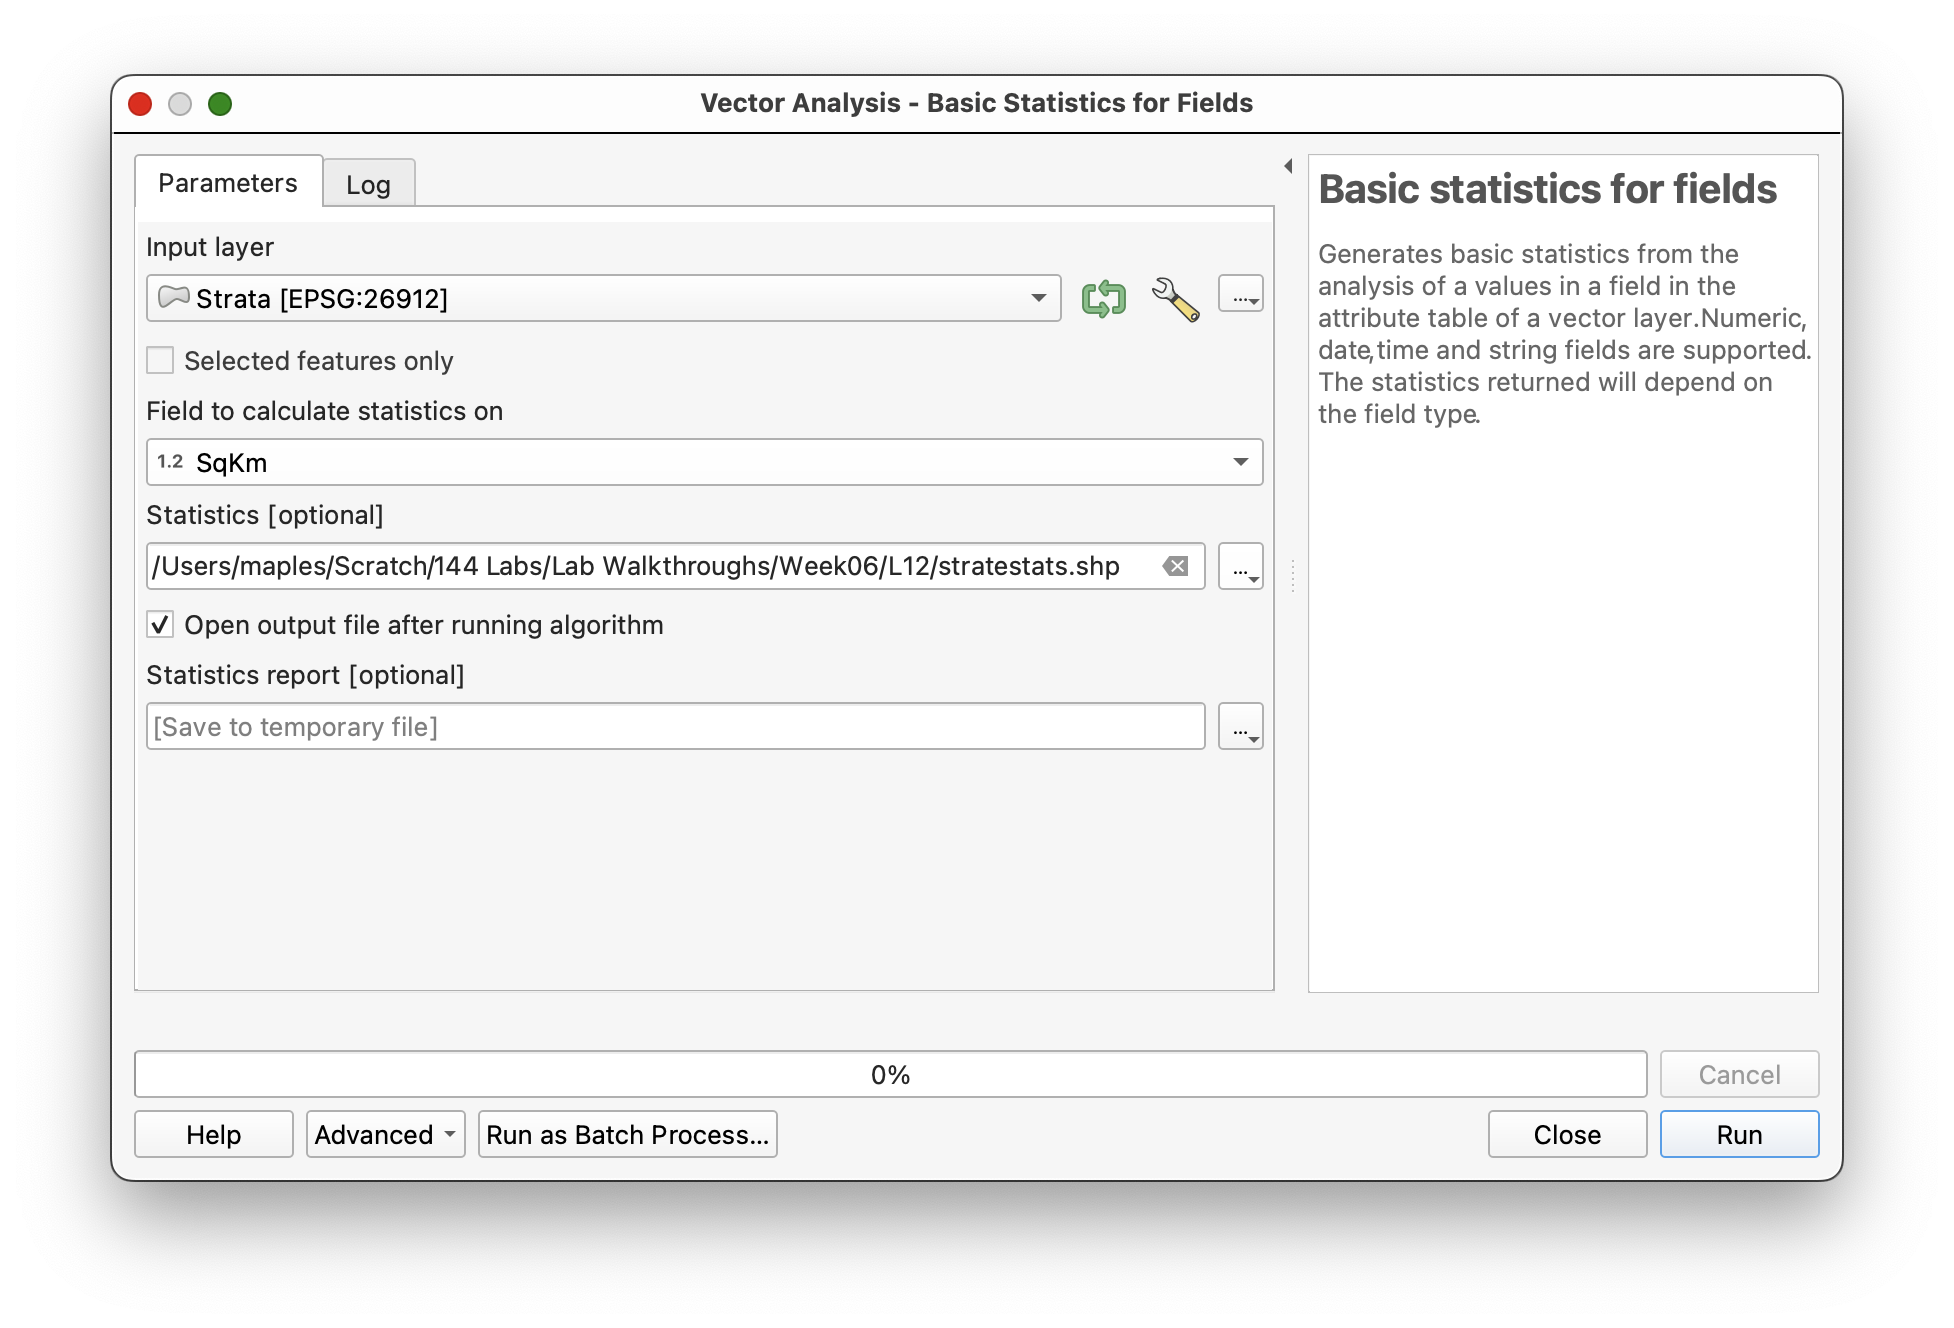 Vector Analysis - Basic Statistics for Fields
Parameters
Log
Input layer
Strata [EPSG:26912]
...
Selected features only
Field to calculate statistics on
1.2 SqKm
Statistics [optional]
/Users/maples/Scratch/144 Labs/Lab Walkthroughs/Week06/L12/stratestats.shp
...
Open output file after running algorithm
Statistics report [optional]
[Save to temporary file]
...
Basic statistics for fields
Generates basic statistics from the
analysis of a values in a field in the
attribute table of a vector layer.Numeric,
date,time and string fields are supported.
The statistics returned will depend on
the field type.
0%
Cancel
Help
Advanced
Run as Batch Process...
Close
Run